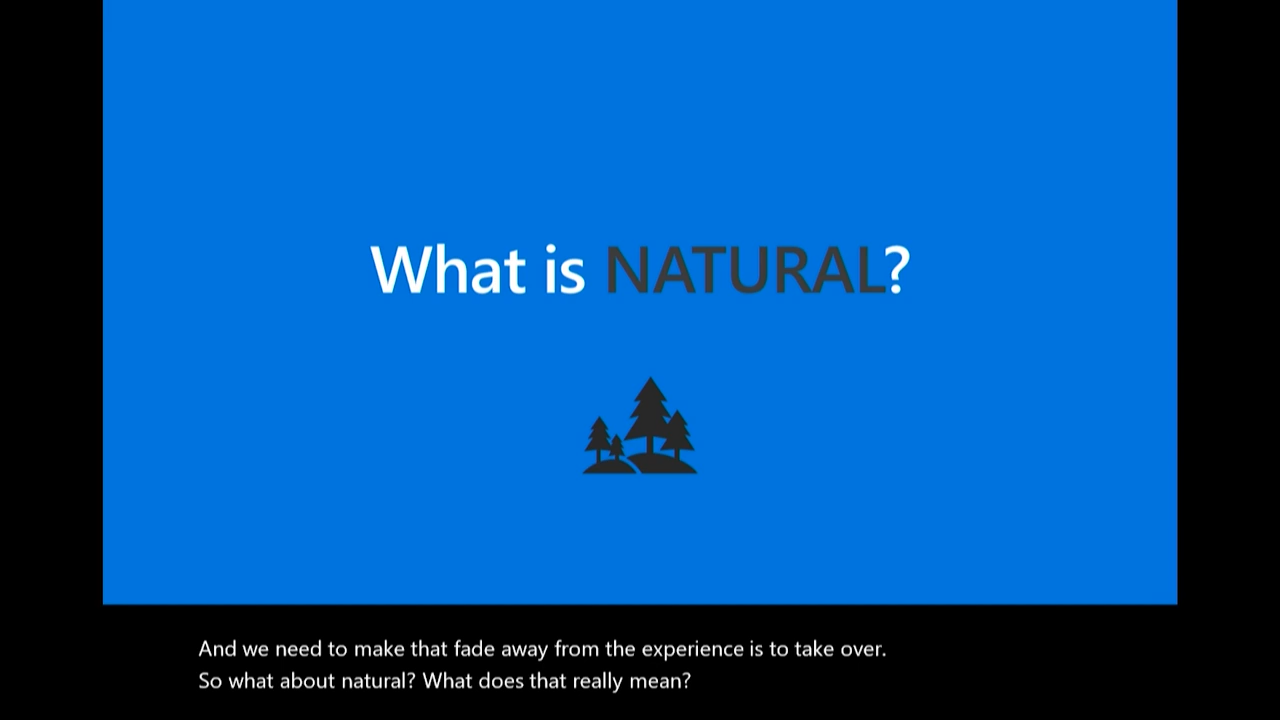 What is NATURAL?
And we need to make that fade away from the experience is to take over.
So what about natural? What does that really mean?